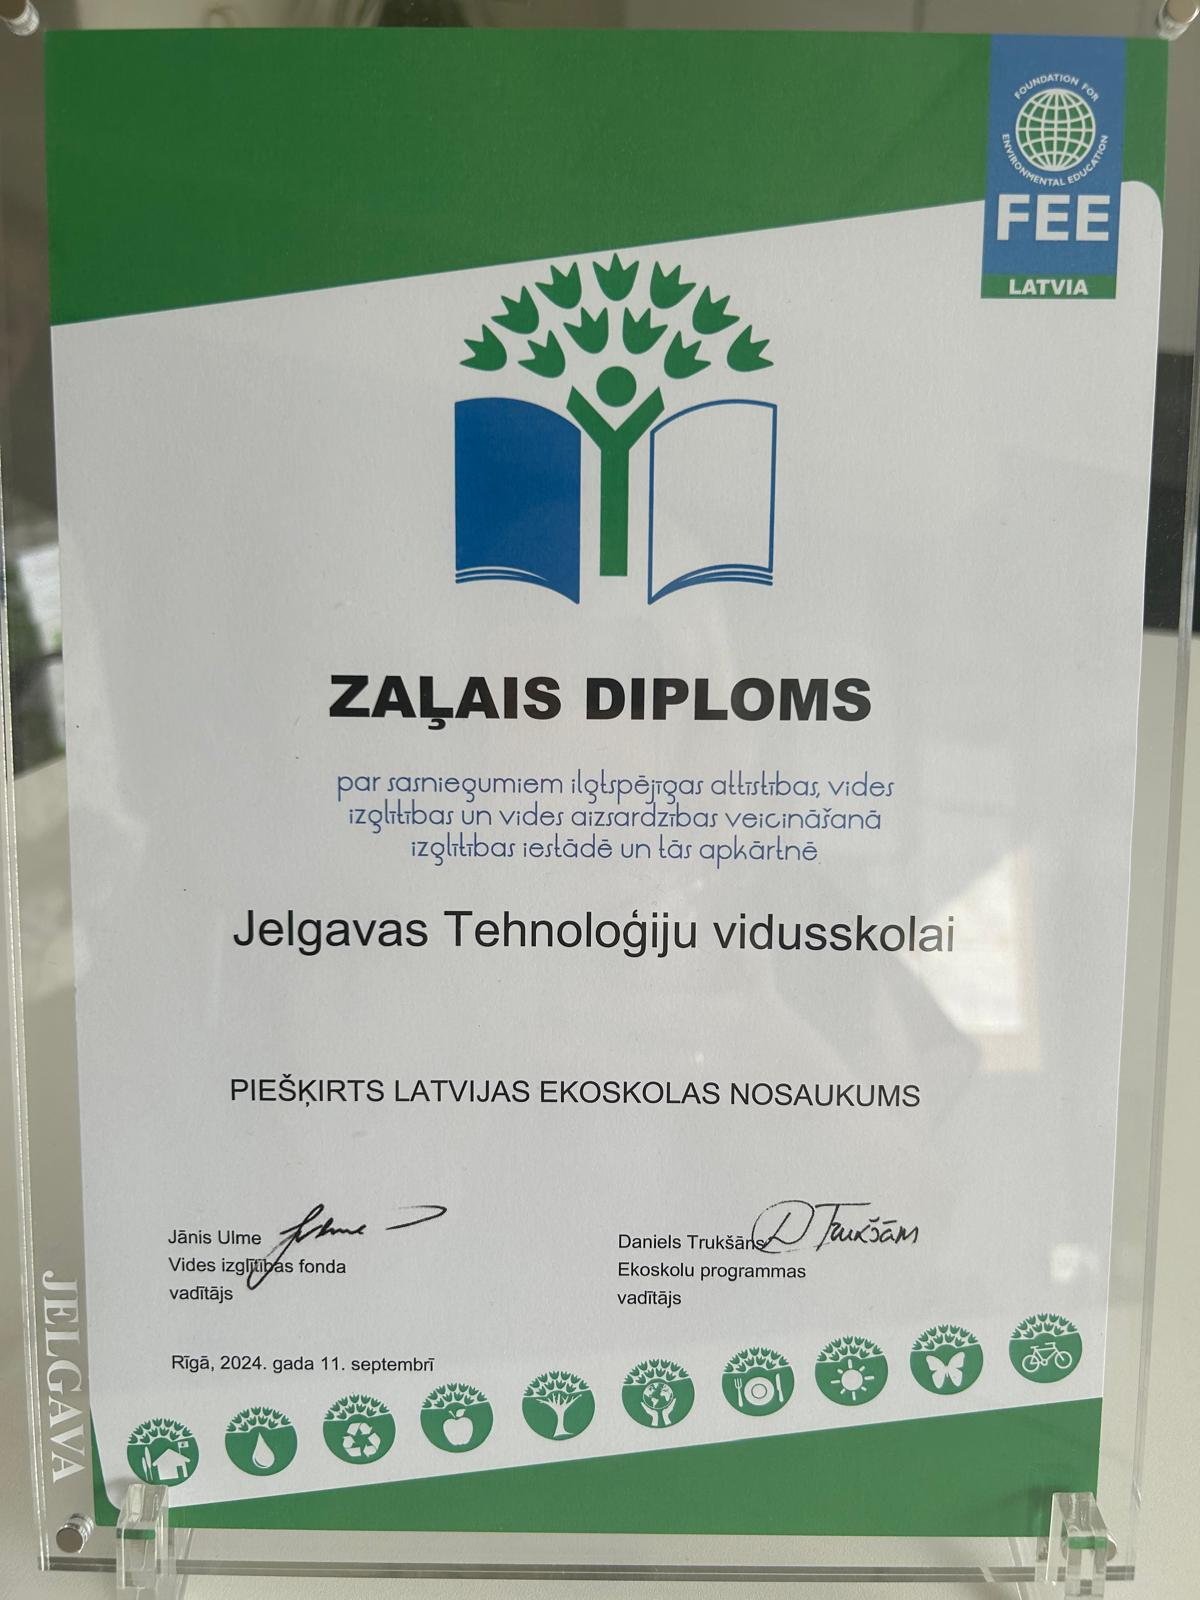 FOUNDATION FOR
ENVIRONMENTAL EDUCATION
FEE
LATVIA
ZAĻAIS DIPLOMS
par sasniegumiem ilgtspējīgas attīstības, vides
izglītības un vides aizsardzības veicināšanā
izglītības iestādē un tās apkārtnē
Jelgavas Tehnoloģiju vidusskolai
PIEŠĶIRTS LATVIJAS EKOSKOLAS NOSAUKUMS
Jānis Ulme
Vides izglītības fonda
vadītājs
Daniels Trukšāns
D Trukšāns
Ekoskolu programmas
vadītājs
Rīgā, 2024. gada 11. septembrī
JELGAVA